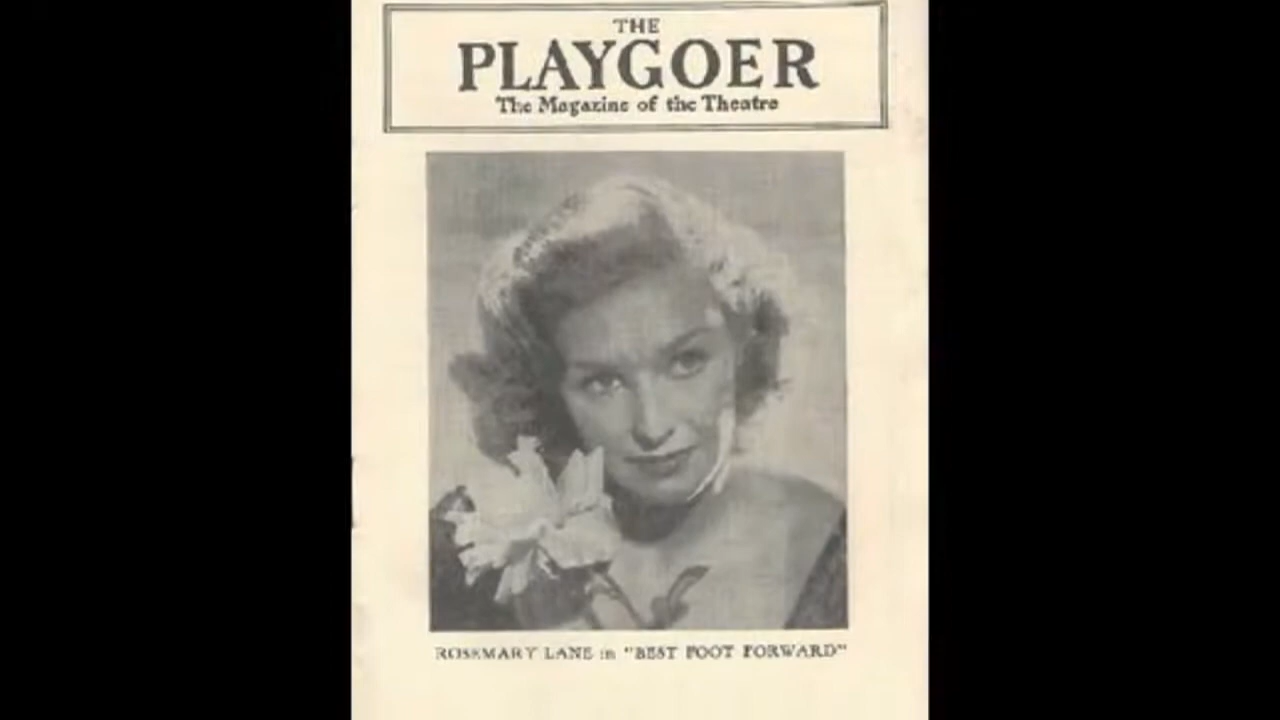 THE
PLAYGOER
The Magazine of the Theatre
ROSEMARY LANE in "BEST FOOT FORWARD"